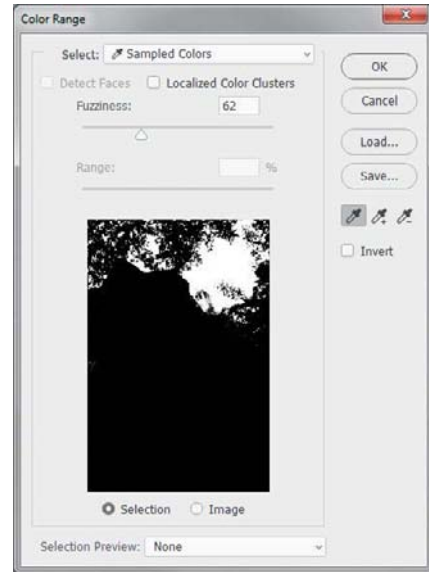 Color Range
Select: Sampled Colors
Detect Faces Localized Color Clusters
Fuzziness: 62
Range: %
Selection Image
Selection Preview: None
OK
Cancel
Load...
Save...
Invert